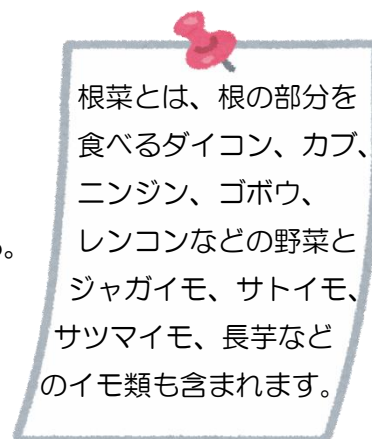 根菜とは、根の部分を
食べるダイコン、カブ、
ニンジン、ゴボウ、
レンコンなどの野菜と
ジャガイモ、サトイモ、
サツマイモ、長芋など
のイモ類も含まれます。